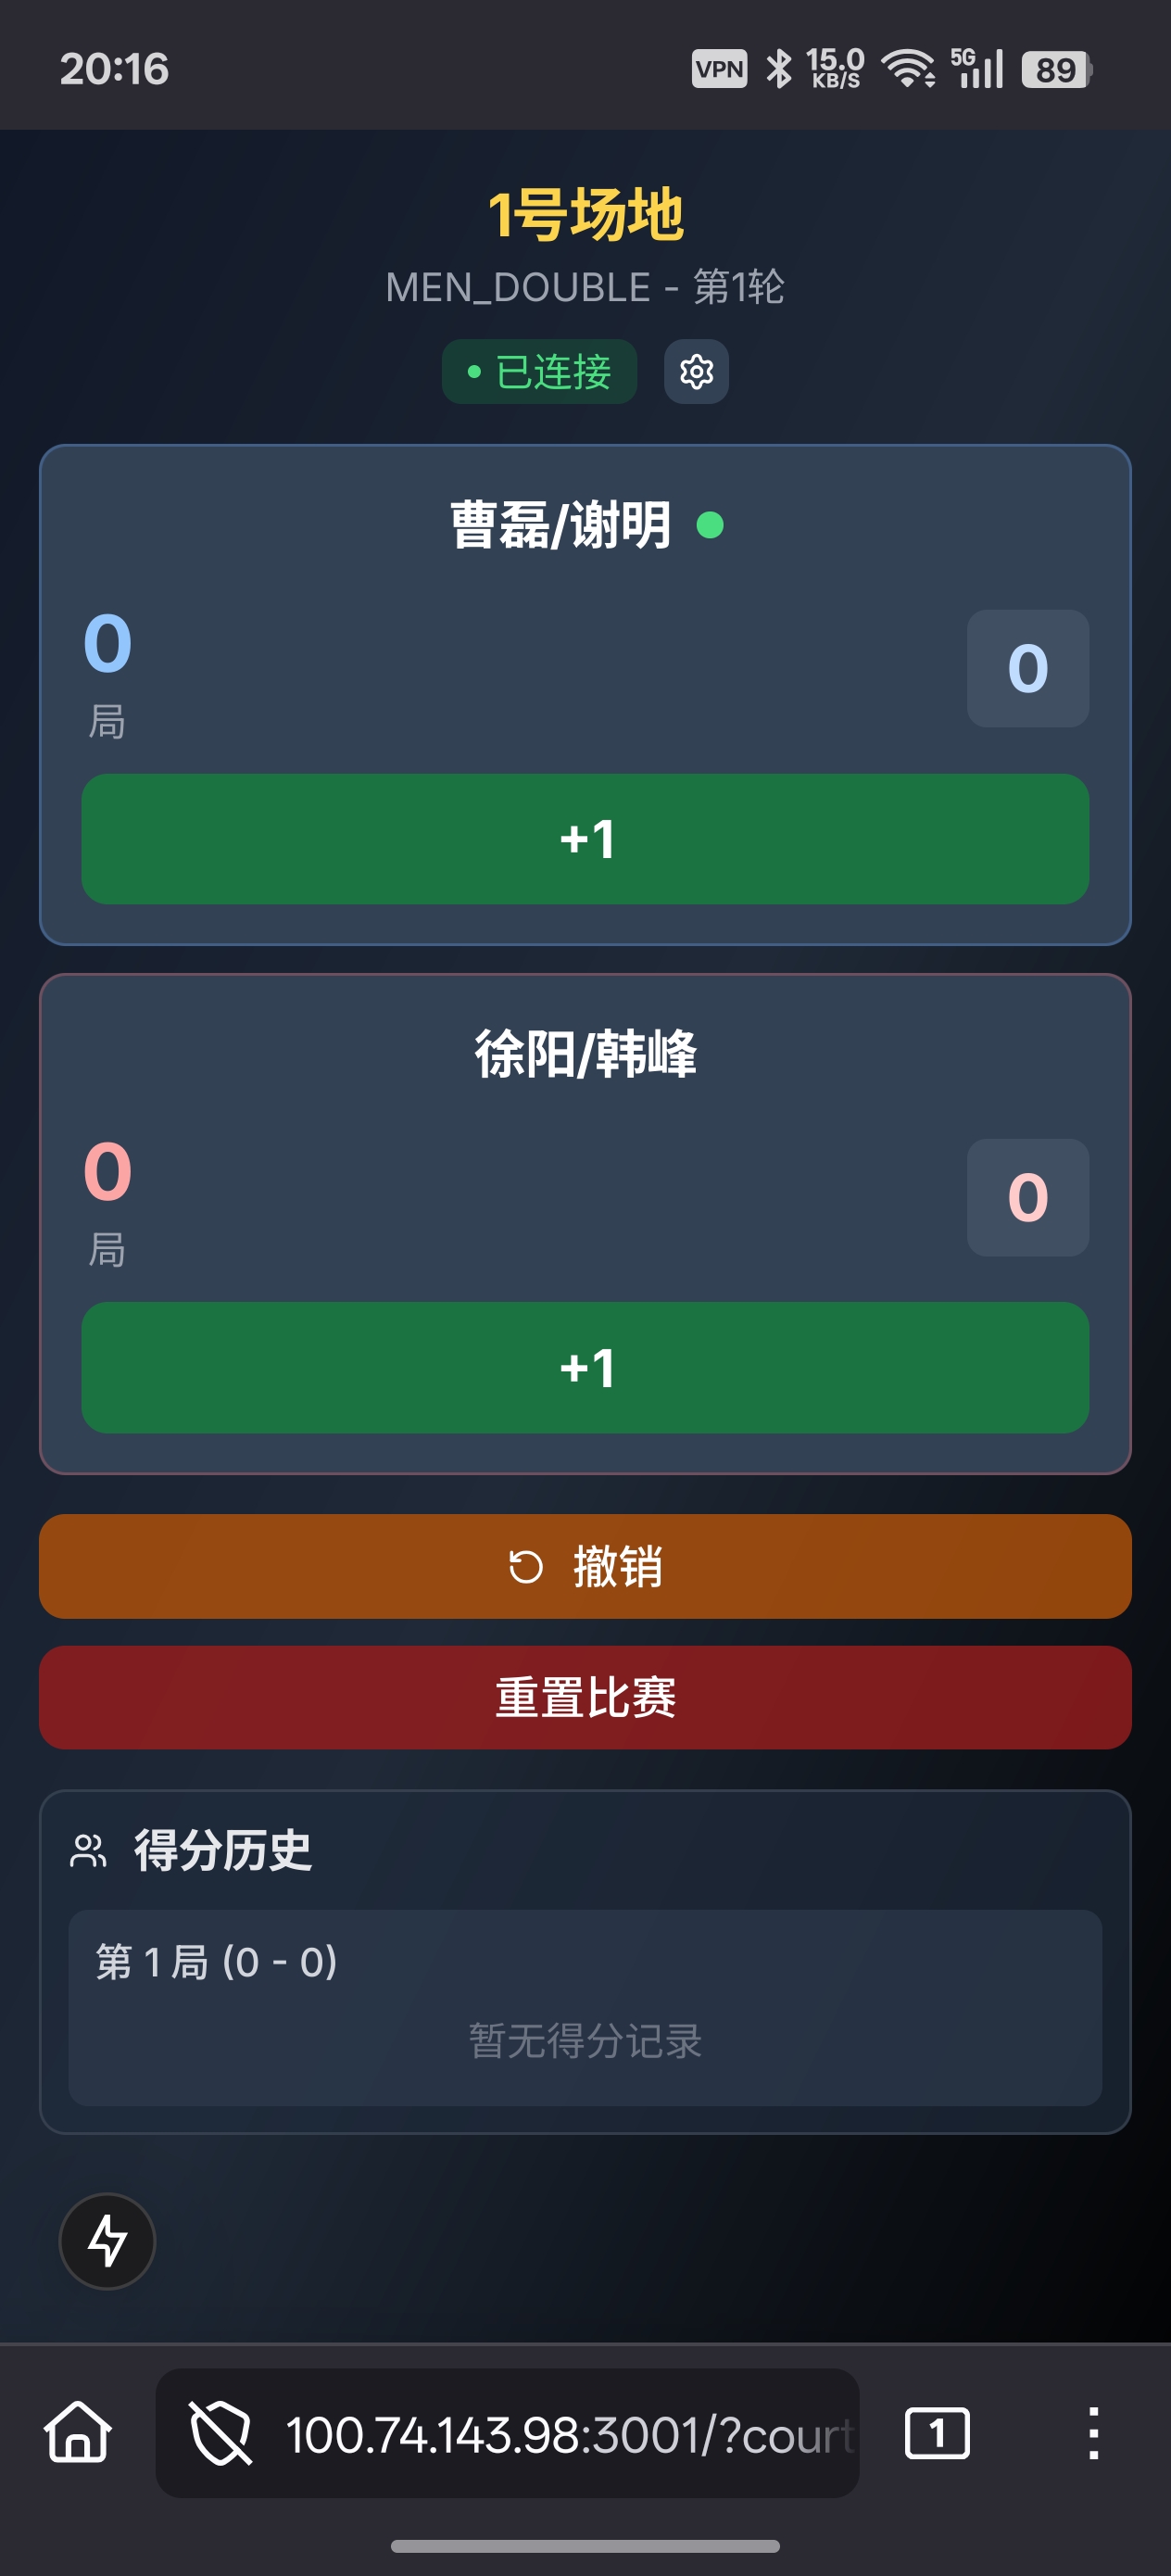 20:16 VPN 15.0 KB/S 5G 89
1号场地
MEN_DOUBLE - 第1轮
已连接
曹磊/谢明
0 0
局
+1
徐阳/韩峰
0 0
局
+1
撤销
重置比赛
得分历史
第 1 局 (0 - 0)
暂无得分记录
100.74.143.98:3001/?court 1